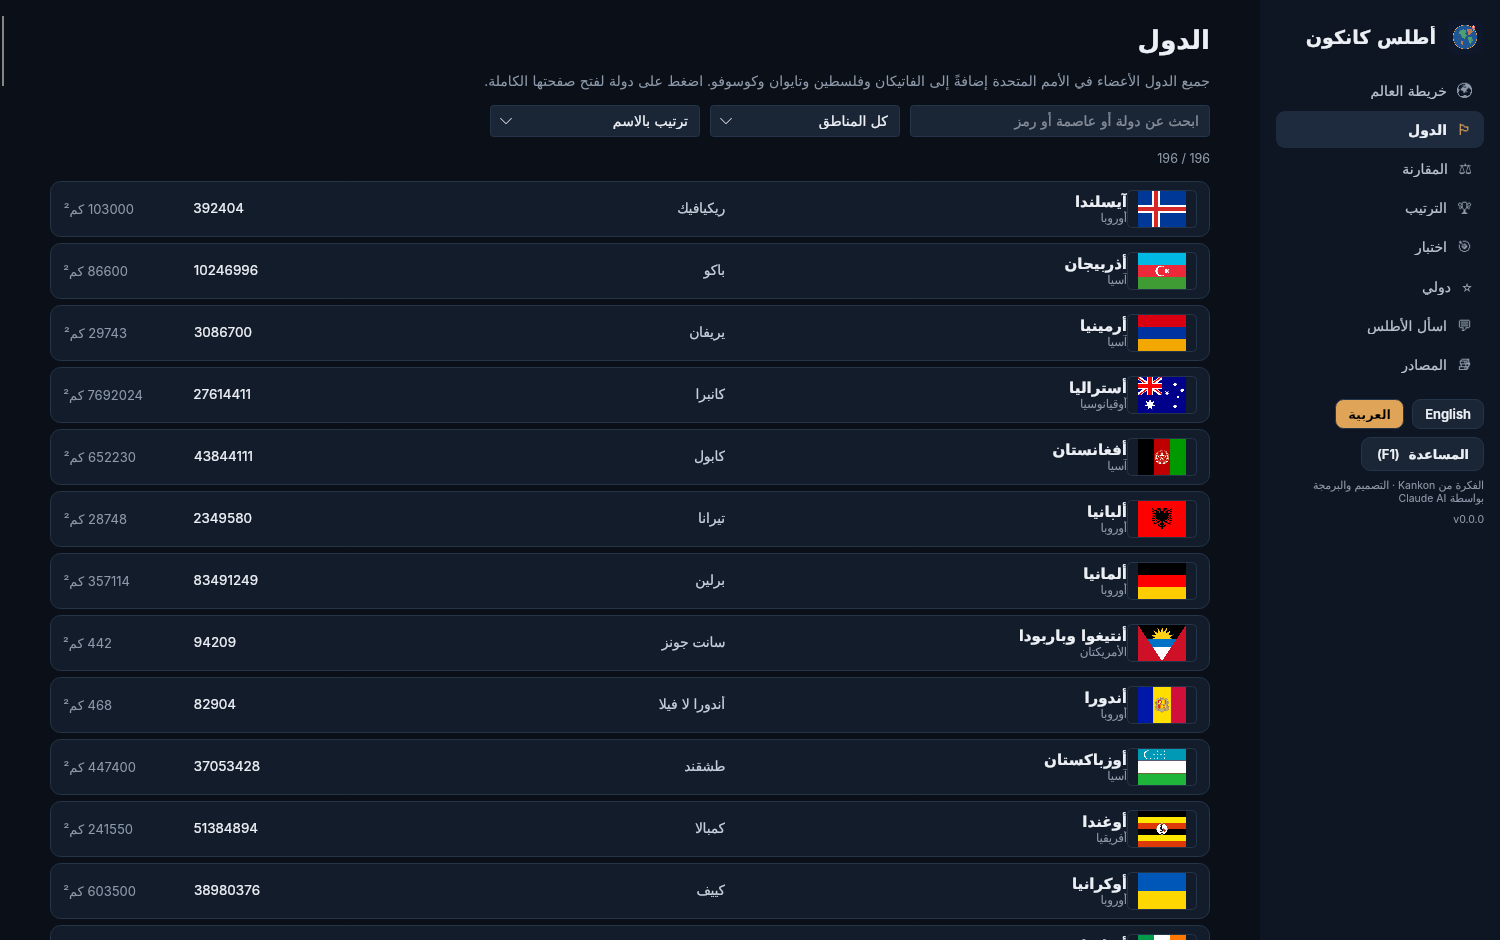 أطلس كانكون
خريطة العالم
الدول
المقارنة
الترتيب
اختبار
دولي
اسأل الأطلس
المصادر
English
العربية
المساعدة (F1)
الفكرة من Kankon · التصميم والبرمجة
بواسطة Claude AI
v0.0.0
الدول
جميع الدول الأعضاء في الأمم المتحدة إضافةً إلى الفاتيكان وفلسطين وتايوان وكوسوفو. اضغط على دولة لفتح صفحتها الكاملة.
ابحث عن دولة أو عاصمة أو رمز
كل المناطق
ترتيب بالاسم
196 / 196
آيسلندا
أوروبا
ريكيافيك
392404
103000 كم²
أذربيجان
آسيا
باكو
10246996
86600 كم²
أرمينيا
آسيا
يريفان
3086700
29743 كم²
أستراليا
أوقيانوسيا
كانبرا
27614411
7692024 كم²
أفغانستان
آسيا
كابول
43844111
652230 كم²
ألبانيا
أوروبا
تيرانا
2349580
28748 كم²
ألمانيا
أوروبا
برلين
83491249
357114 كم²
أنتيغوا وباربودا
الأمريكتان
سانت جونز
94209
442 كم²
أندورا
أوروبا
أندورا لا فيلا
82904
468 كم²
أوزباكستان
آسيا
طشقند
37053428
447400 كم²
أوغندا
أفريقيا
كمبالا
51384894
241550 كم²
أوكرانيا
أوروبا
كييف
38980376
603500 كم²